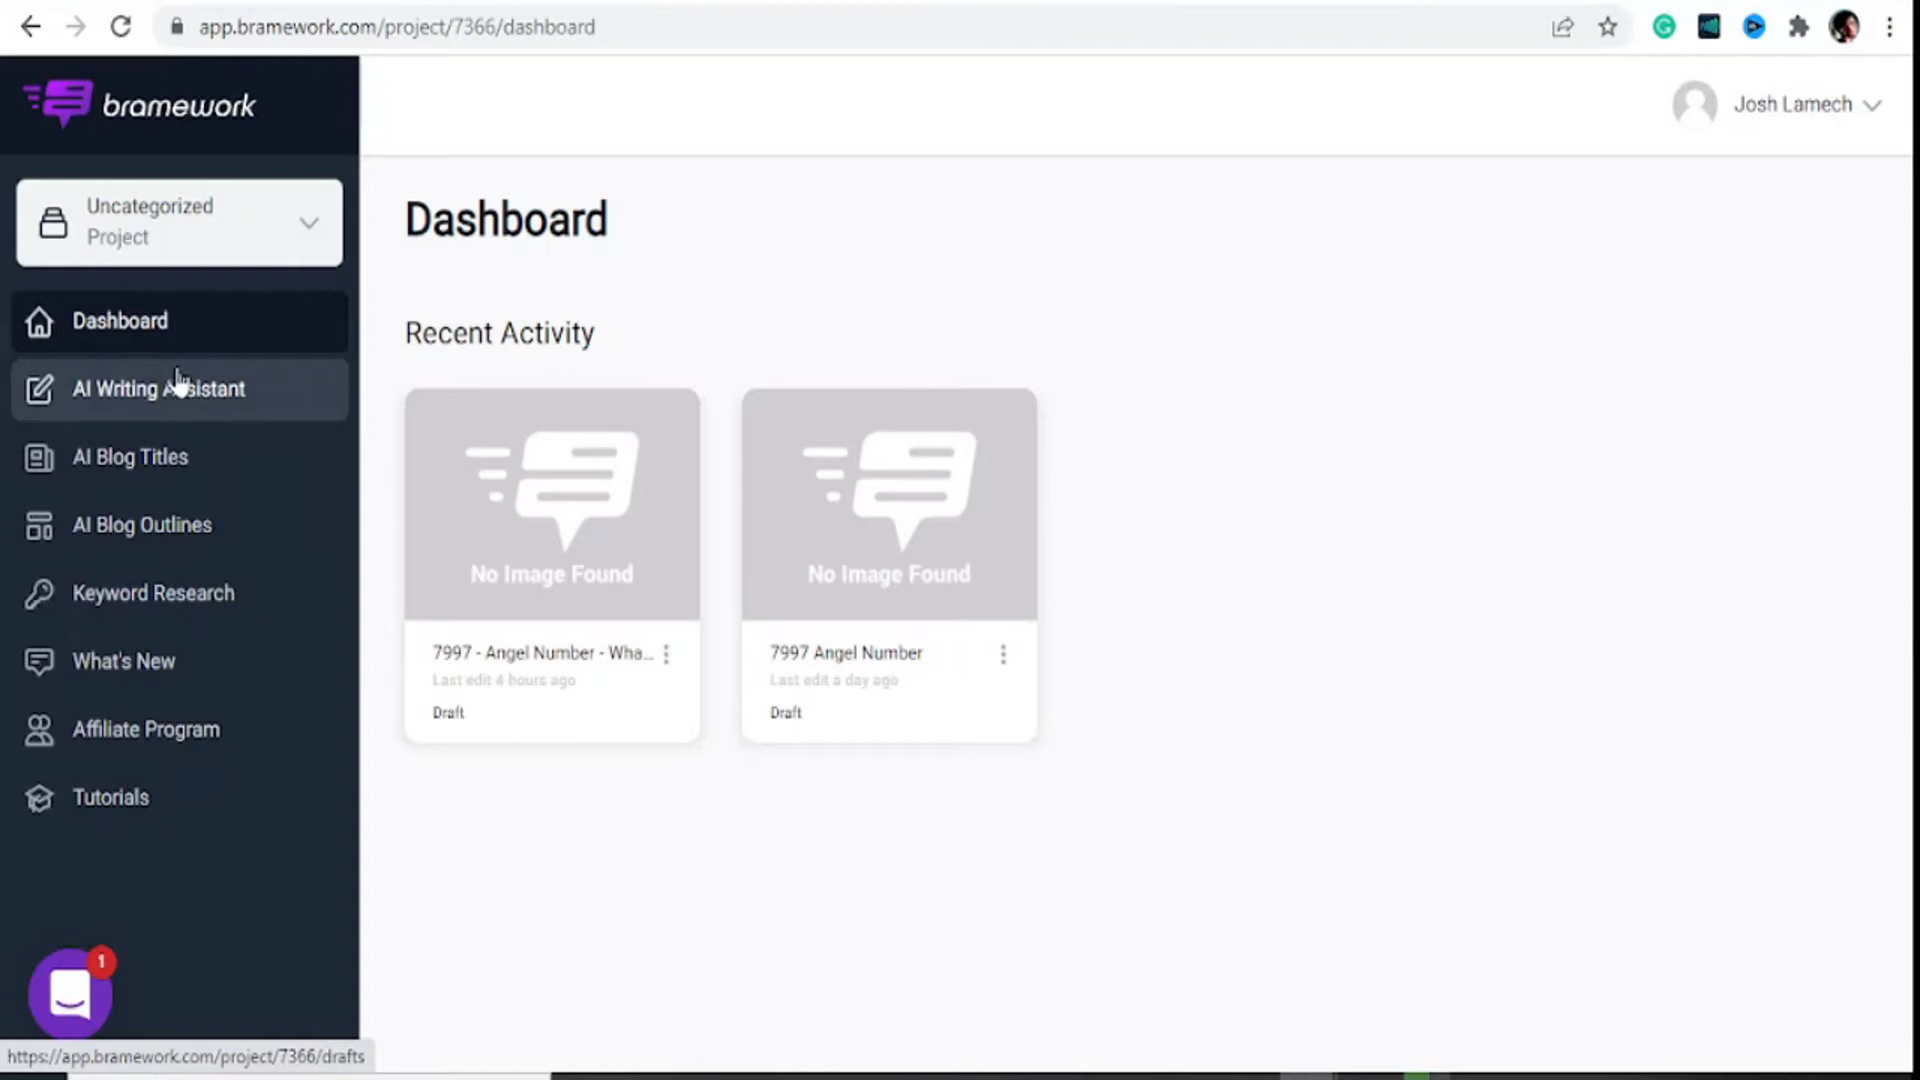 app.bramework.com/project/7366/dashboard
bramework
Josh Lamech
Uncategorized
Project
Dashboard
AI Writing Assistant
AI Blog Titles
AI Blog Outlines
Keyword Research
What's New
Affiliate Program
Tutorials
1
https://app.bramework.com/project/7366/drafts
Dashboard
Recent Activity
No Image Found
7997 - Angel Number - Wha...
Last edit 4 hours ago
Draft
No Image Found
7997 Angel Number
Last edit a day ago
Draft